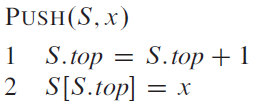 PUSH(S, x)
1 S.top = S.top + 1
2 S[S.top] = x